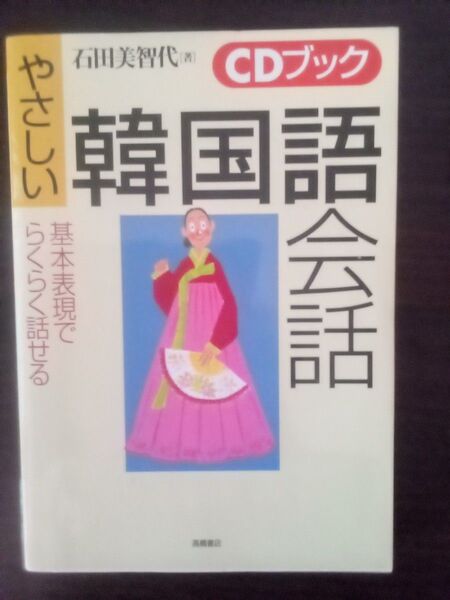 やさしい
石田美智代[著]
CDブック
韓国語
会話
基本表現で
らくらく話せる
高橋書店